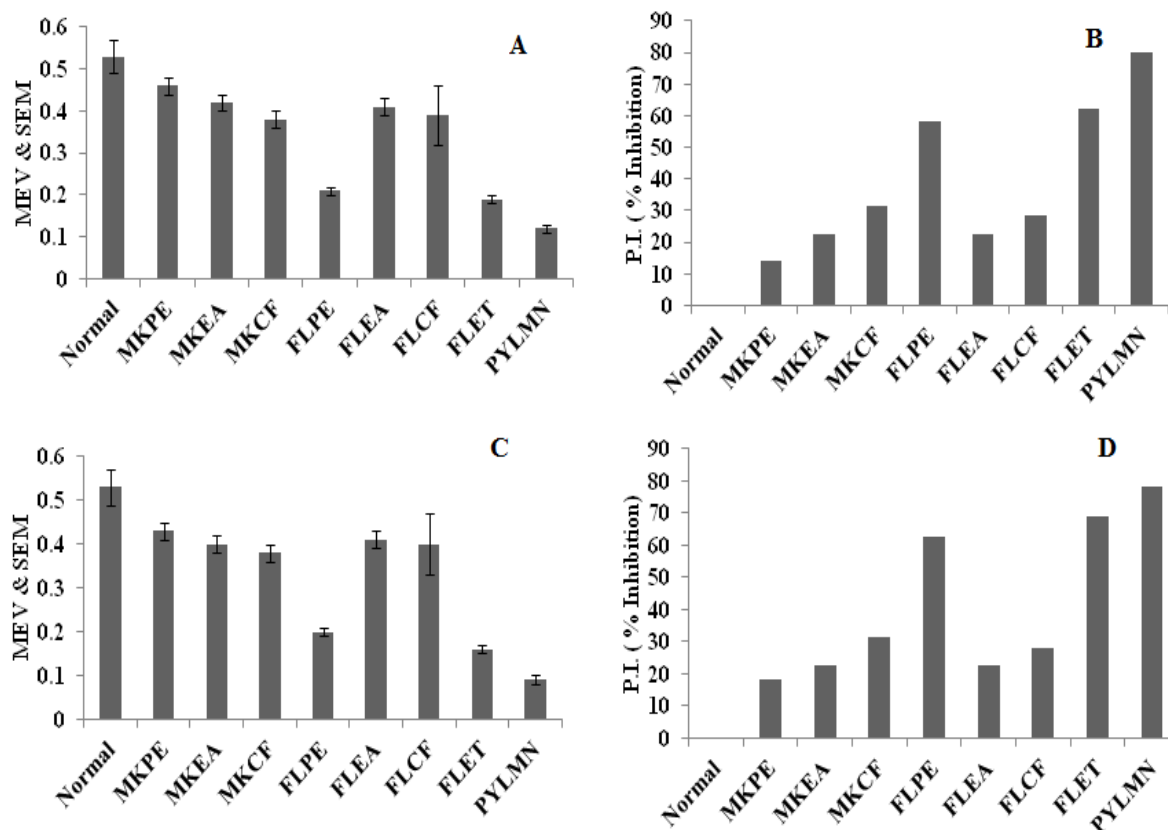 A
MEV & SEM
0.6
0.5
0.4
0.3
0.2
0.1
0
Normal
MKPE
MKEA
MKCF
FLPE
FLEA
FLCF
FLET
PYLMN
B
P.I. ( % Inhibition)
90
80
70
60
50
40
30
20
10
0
Normal
MKPE
MKEA
MKCF
FLPE
FLEA
FLCF
FLET
PYLMN
C
MEV & SEM
0.6
0.5
0.4
0.3
0.2
0.1
0
Normal
MKPE
MKEA
MKCF
FLPE
FLEA
FLCF
FLET
PYLMN
D
P.I. ( % Inhibition)
90
80
70
60
50
40
30
20
10
0
Normal
MKPE
MKEA
MKCF
FLPE
FLEA
FLCF
FLET
PYLMN